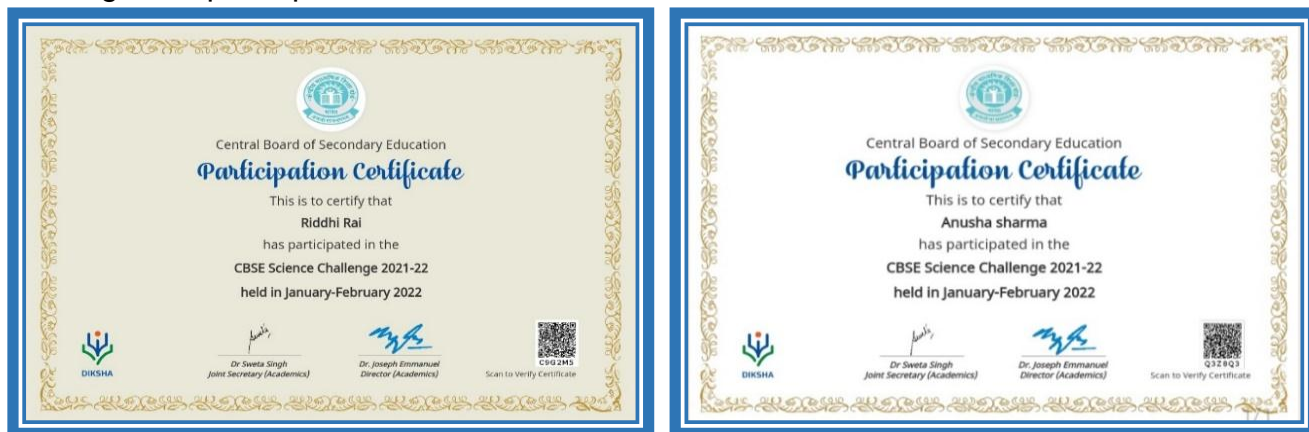 Central Board of Secondary Education
Participation Certificate
This is to certify that
Riddhi Rai
has participated in the
CBSE Science Challenge 2021-22
held in January-February 2022
DIKSHA
Dr Sweta Singh
Joint Secretary (Academics)
Dr. Joseph Emmanuel
Director (Academics)
C9G2M5
Scan to Verify Certificate
Central Board of Secondary Education
Participation Certificate
This is to certify that
Anusha sharma
has participated in the
CBSE Science Challenge 2021-22
held in January-February 2022
DIKSHA
Dr Sweta Singh
Joint Secretary (Academics)
Dr. Joseph Emmanuel
Director (Academics)
Q3Z8Q3
Scan to Verify Certificate
1/1